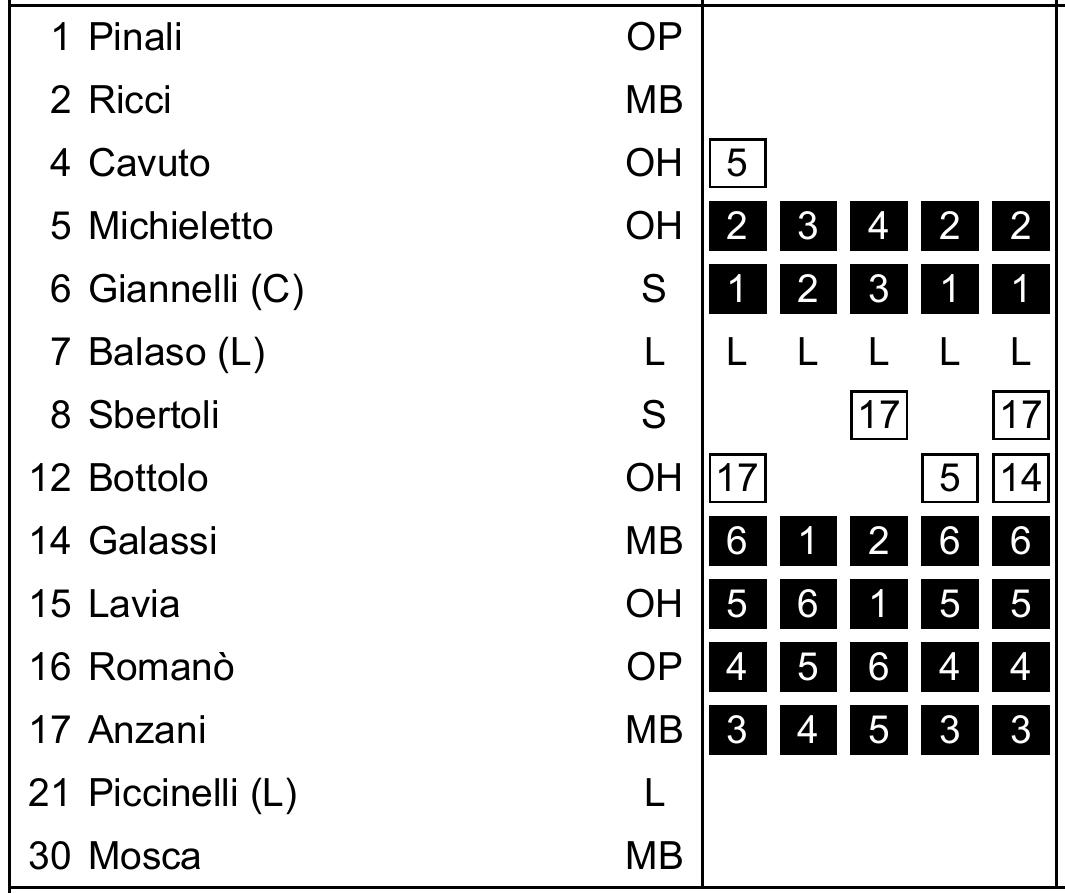 1 Pinali OP
2 Ricci MB
4 Cavuto OH 5
5 Michieletto OH 2 3 4 2 2
6 Giannelli (C) S 1 2 3 1 1
7 Balaso (L) L L L L L L
8 Sbertoli S 17 17
12 Bottolo OH 17 5 14
14 Galassi MB 6 1 2 6 6
15 Lavia OH 5 6 1 5 5
16 Romanò OP 4 5 6 4 4
17 Anzani MB 3 4 5 3 3
21 Piccinelli (L) L
30 Mosca MB